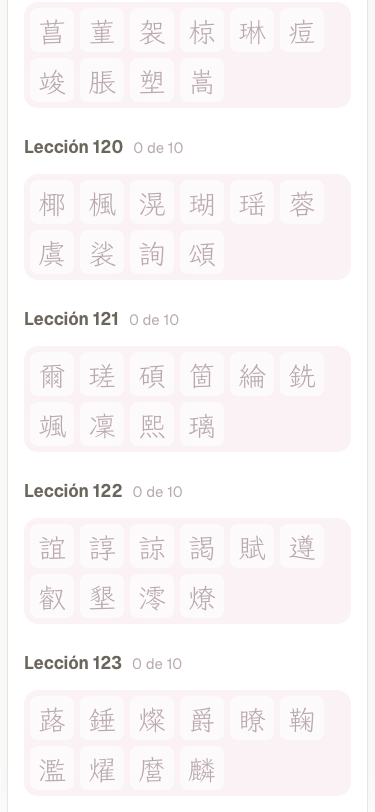 菖 菫 袈 椋 琳 痘
竣 脹 塑 嵩
Lección 120 0 de 10
椰 楓 滉 瑚 瑶 蓉
虞 裟 詢 頌
Lección 121 0 de 10
爾 瑳 碩 箇 綸 銑
颯 凜 熙 璃
Lección 122 0 de 10
誼 諄 諒 謁 賦 遵
叡 墾 澪 燎
Lección 123 0 de 10
蕗 錘 燦 爵 瞭 鞠
濫 燿 麿 麟